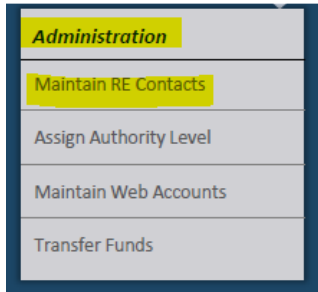 Administration
Maintain RE Contacts
Assign Authority Level
Maintain Web Accounts
Transfer Funds